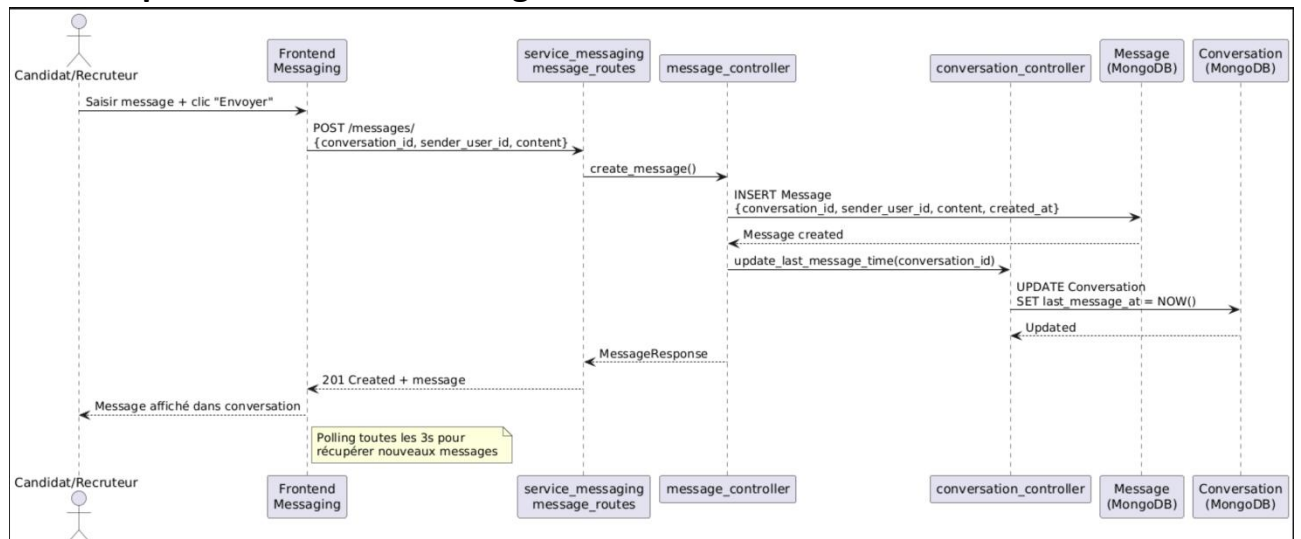 Candidat/Recruteur
Frontend
Messaging
service_messaging
message_routes
message_controller
conversation_controller
Message
(MongoDB)
Conversation
(MongoDB)
Saisir message + clic "Envoyer"
POST /messages/
{conversation_id, sender_user_id, content}
create_message()
INSERT Message
{conversation_id, sender_user_id, content, created_at}
Message created
update_last_message_time(conversation_id)
UPDATE Conversation
SET last_message_at = NOW()
Updated
MessageResponse
201 Created + message
Message affiché dans conversation
Polling toutes les 3s pour
récupérer nouveaux messages
Candidat/Recruteur
Frontend
Messaging
service_messaging
message_routes
message_controller
conversation_controller
Message
(MongoDB)
Conversation
(MongoDB)